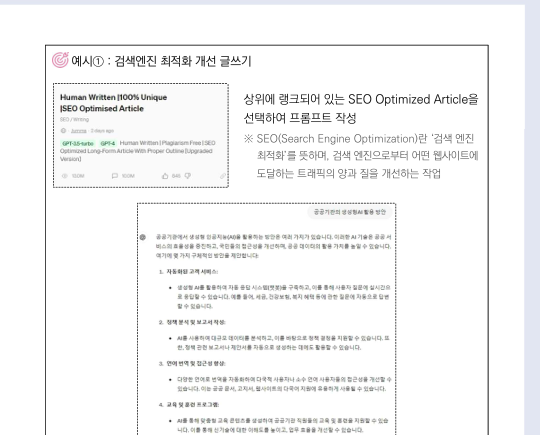 예시① : 검색엔진 최적화 개선 글쓰기
Human Written |100% Unique
|SEO Optimised Article
SEO / Writing
Jumma · 3 days ago
GPT-3.5-turbo GPT-4 Human Written | Plagiarism Free | SEO
Optimized Long-Form Article With Proper Outline [Upgraded
Version]
상위에 랭크되어 있는 SEO Optimized Article을
선택하여 프롬프트 작성
※ SEO(Search Engine Optimization)란 '검색 엔진
최적화'를 뜻하며, 검색 엔진으로부터 어떤 웹사이트에
도달하는 트래픽의 양과 질을 개선하는 작업
공공기관의 생성형AI 활용 방안
공공기관에서 생성형 인공지능(AI)을 활용하는 방안은 여러 가지가 있습니다. 이러한 AI 기술은 공공 서
비스의 효율성을 증진하고, 국민들의 접근성을 개선하며, 공공 데이터의 활용 가치를 높일 수 있습니다.
여기에 몇 가지 구체적인 방안을 제안합니다:
1. 자동화된 고객 서비스:
• 생성형 AI를 활용하여 자동 응답 시스템(챗봇)을 구축하고, 이를 통해 사용자 질문에 실시간으
로 응답할 수 있습니다. 예를 들어, 세금, 건강보험, 복지 혜택 등에 관한 질문에 자동으로 답변
할 수 있습니다.
2. 정책 분석 및 보고서 작성:
• AI를 사용하여 대규모 데이터를 분석하고, 이를 바탕으로 정책 결정을 지원할 수 있습니다. 또
한, 정책 관련 보고서나 제안서를 자동으로 생성하는 데에도 활용할 수 있습니다.
3. 언어 번역 및 접근성 향상:
• 다양한 언어로 번역을 자동화하여 다국적 사용자나 소수 언어 사용자들의 접근성을 개선할 수
있습니다. 이는 공공 문서, 고지서, 웹사이트의 다국어 지원에 유용하게 사용될 수 있습니다.
4. 교육 및 훈련 프로그램:
• AI를 통해 맞춤형 교육 콘텐츠를 생성하여 공공기관 직원들의 교육 및 훈련을 지원할 수 있습
니다. 이를 통해 신기술에 대한 이해도를 높이고, 업무 효율을 개선할 수 있습니다.